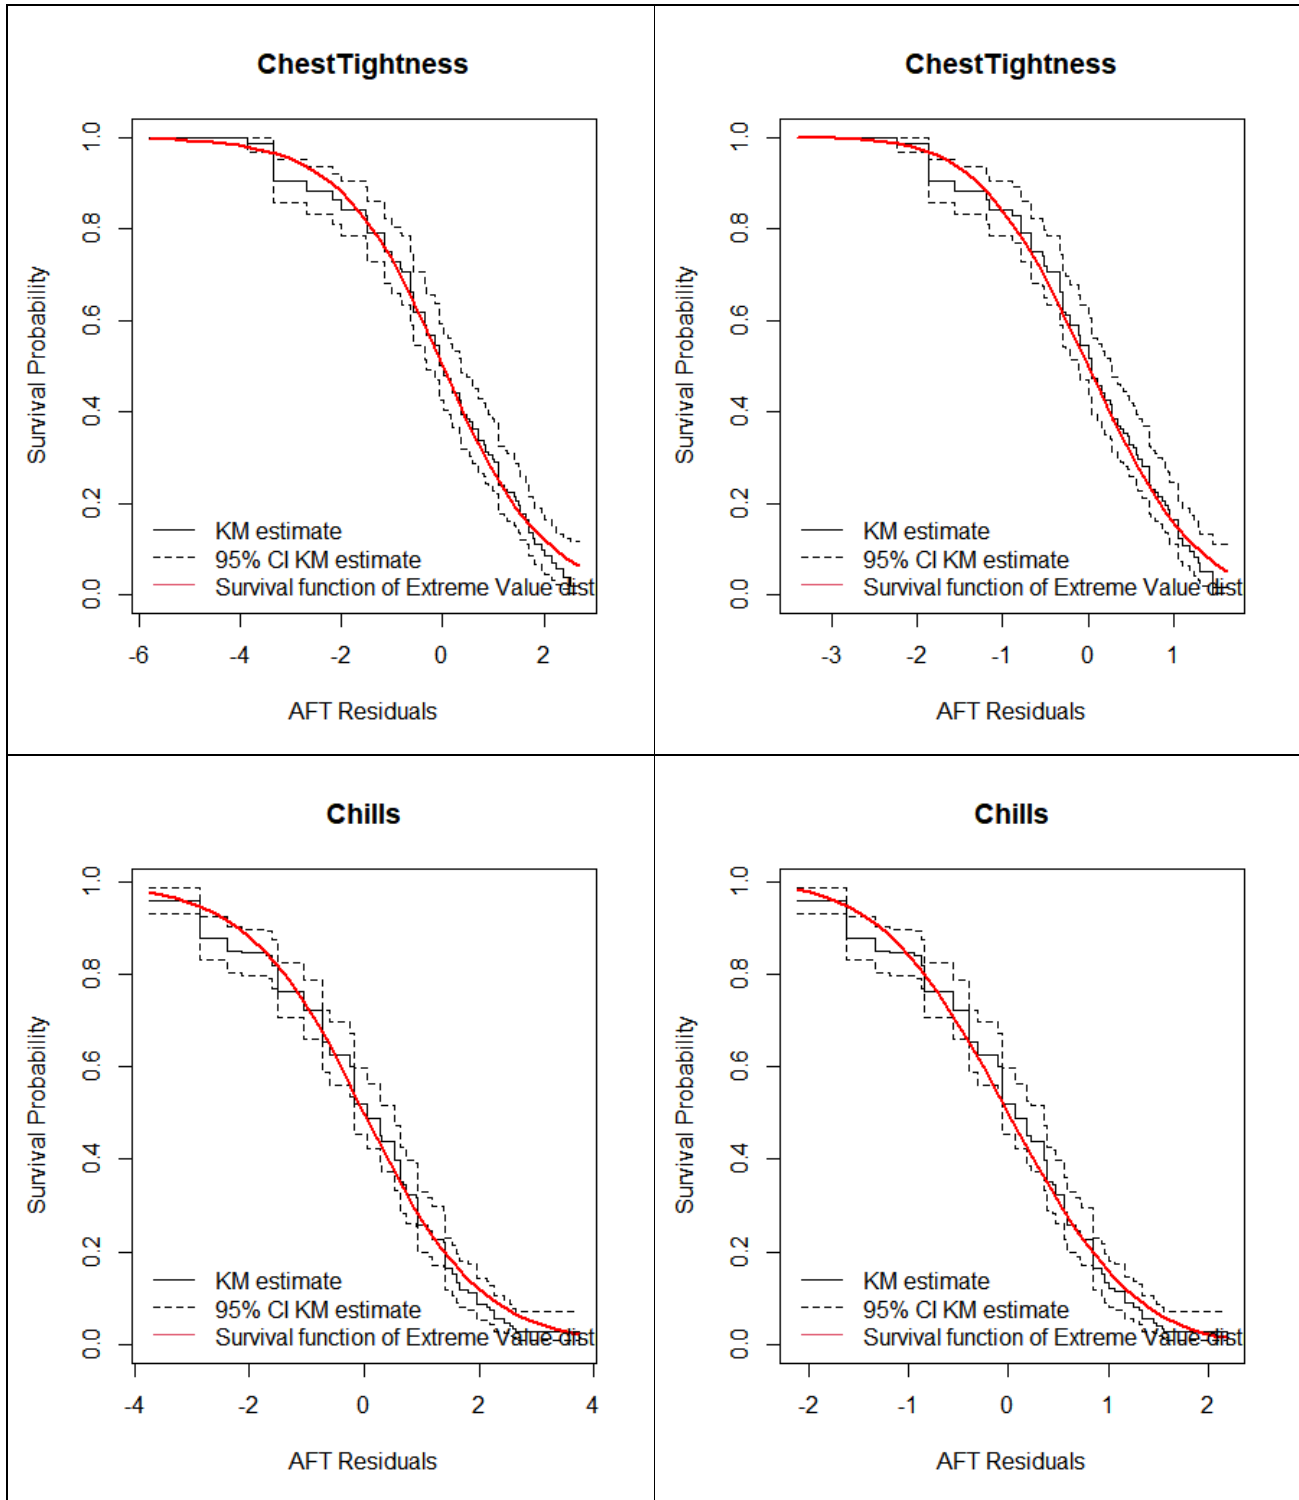 ChestTightness
1.0
0.8
0.6
0.4
0.2
0.0
Survival Probability
KM estimate
95% CI KM estimate
Survival function of Extreme Value dist
-6 -4 -2 0 2
AFT Residuals
ChestTightness
1.0
0.8
0.6
0.4
0.2
0.0
Survival Probability
KM estimate
95% CI KM estimate
Survival function of Extreme Value dist
-3 -2 -1 0 1
AFT Residuals
Chills
1.0
0.8
0.6
0.4
0.2
0.0
Survival Probability
KM estimate
95% CI KM estimate
Survival function of Extreme Value dist
-4 -2 0 2 4
AFT Residuals
Chills
1.0
0.8
0.6
0.4
0.2
0.0
Survival Probability
KM estimate
95% CI KM estimate
Survival function of Extreme Value dist
-2 -1 0 1 2
AFT Residuals